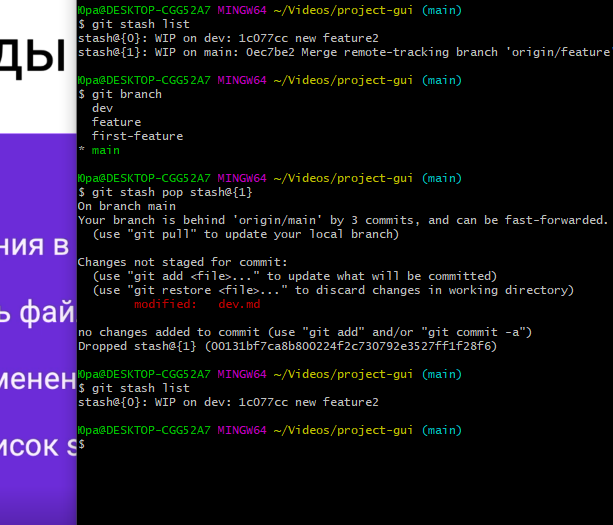 ды
ния в
ь фай
менен
исок s
Юра@DESKTOP-CGG52A7 MINGW64 ~/Videos/project-gui (main)
$ git stash list
stash@{0}: WIP on dev: 1c077cc new feature2
stash@{1}: WIP on main: 0ec7be2 Merge remote-tracking branch 'origin/feature
Юра@DESKTOP-CGG52A7 MINGW64 ~/Videos/project-gui (main)
$ git branch
dev
feature
first-feature
* main
Юра@DESKTOP-CGG52A7 MINGW64 ~/Videos/project-gui (main)
$ git stash pop stash@{1}
On branch main
Your branch is behind 'origin/main' by 3 commits, and can be fast-forwarded.
(use "git pull" to update your local branch)
Changes not staged for commit:
(use "git add <file>..." to update what will be committed)
(use "git restore <file>..." to discard changes in working directory)
modified: dev.md
no changes added to commit (use "git add" and/or "git commit -a")
Dropped stash@{1} (00131bf7ca8b800224f2c730792e3527ff1f28f6)
Юра@DESKTOP-CGG52A7 MINGW64 ~/Videos/project-gui (main)
$ git stash list
stash@{0}: WIP on dev: 1c077cc new feature2
Юра@DESKTOP-CGG52A7 MINGW64 ~/Videos/project-gui (main)
$